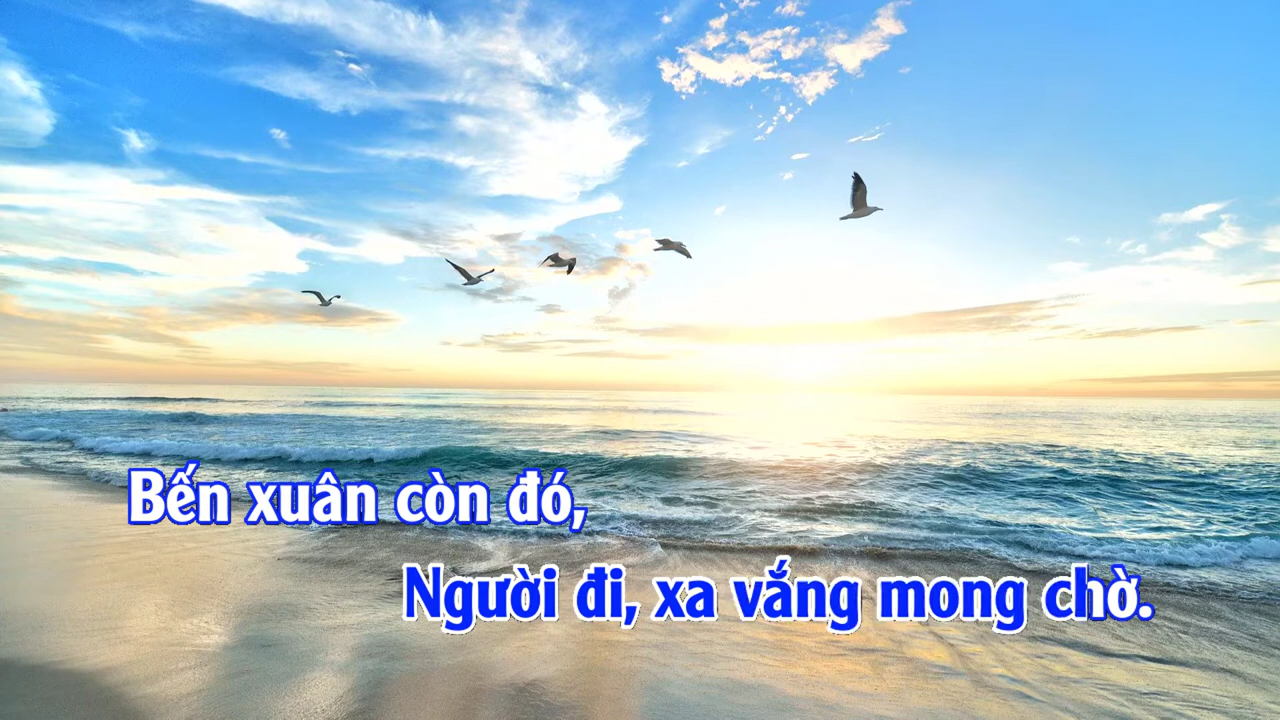 Bến xuân còn đó,
Người đi, xa vắng mong chờ.